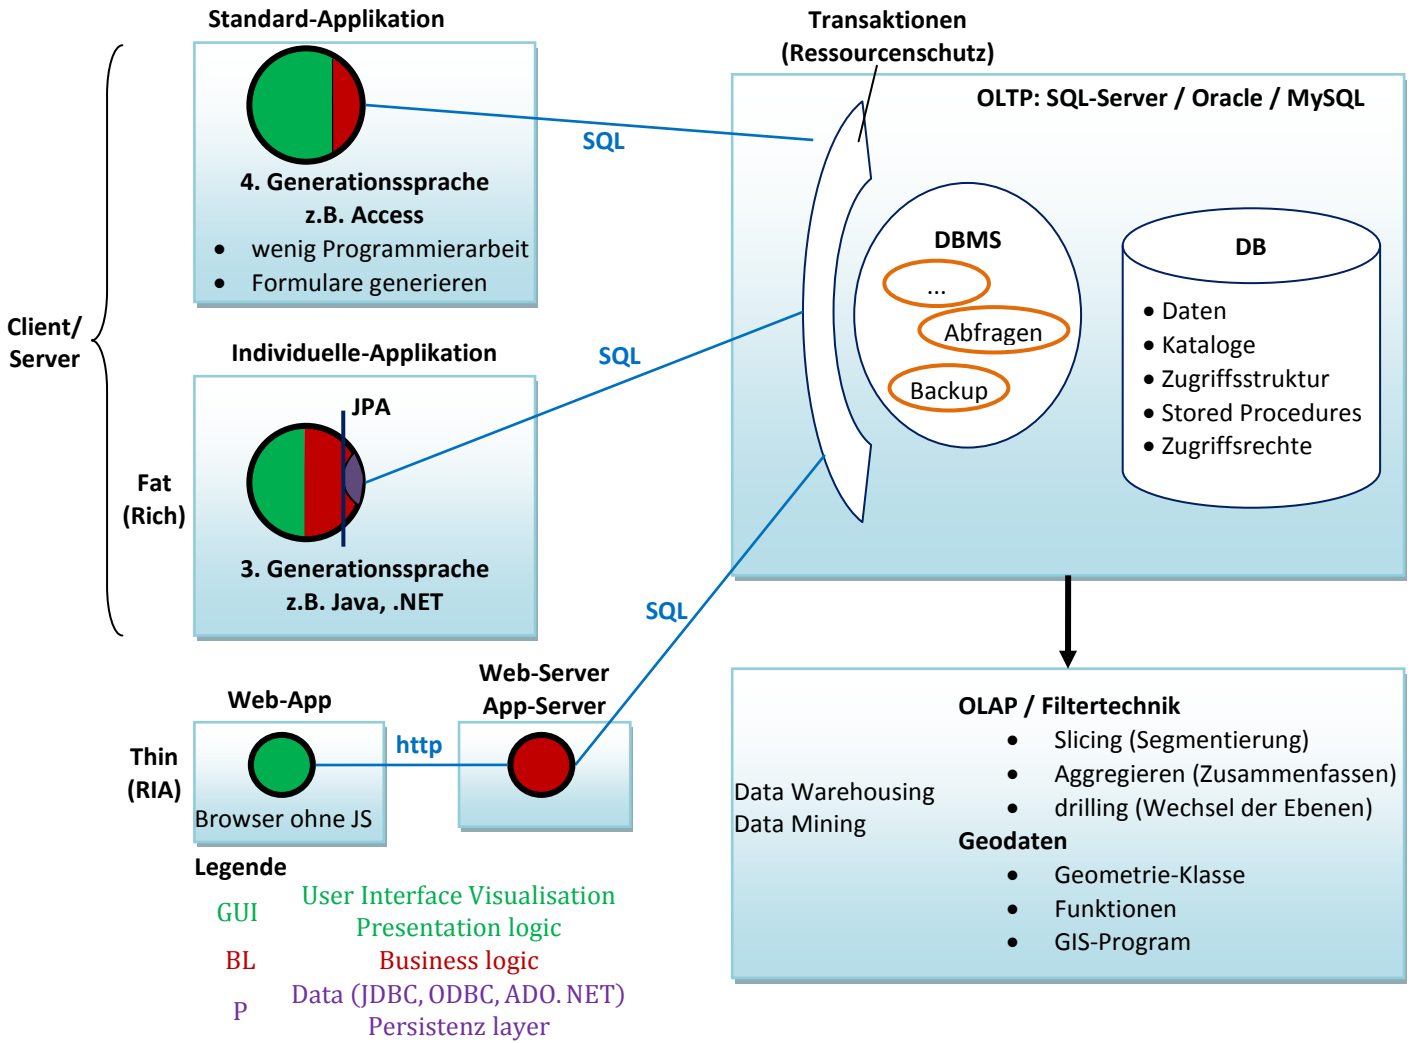 Standard-Applikation
4. Generationssprache
z.B. Access
• wenig Programmierarbeit
• Formulare generieren
Client/
Server
Individuelle-Applikation
JPA
Fat
(Rich)
3. Generationssprache
z.B. Java, .NET
Web-App
Web-Server
App-Server
Thin
(RIA)
http
Browser ohne JS
SQL
SQL
SQL
Transaktionen
(Ressourcenschutz)
OLTP: SQL-Server / Oracle / MySQL
DBMS
...
Abfragen
Backup
DB
• Daten
• Kataloge
• Zugriffsstruktur
• Stored Procedures
• Zugriffsrechte
Data Warehousing
Data Mining
OLAP / Filtertechnik
• Slicing (Segmentierung)
• Aggregieren (Zusammenfassen)
• drilling (Wechsel der Ebenen)
Geodaten
• Geometrie-Klasse
• Funktionen
• GIS-Program
Legende
GUI
User Interface Visualisation
Presentation logic
BL
Business logic
P
Data (JDBC, ODBC, ADO. NET)
Persistenz layer